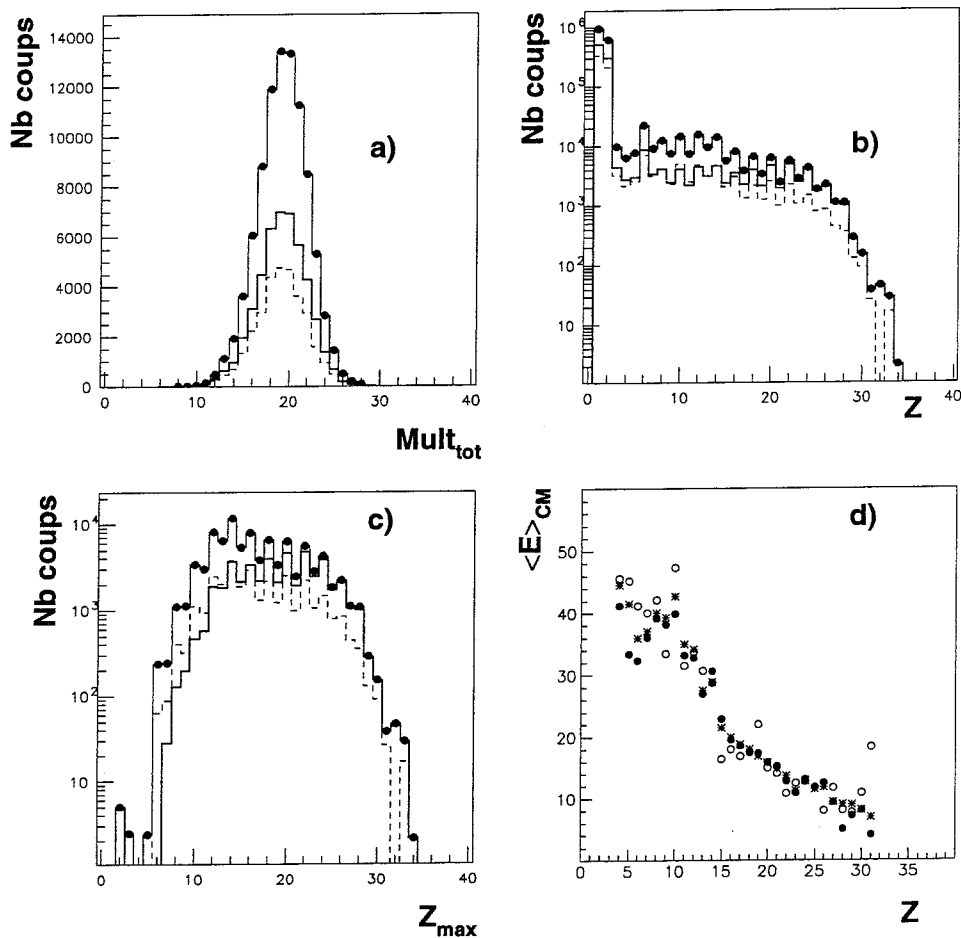 Nb coups
14000
12000
10000
8000
6000
4000
2000
0
a)
0 10 20 30 40
Mult_tot
Nb coups
10^6
10^5
10^4
10^3
10^2
10
b)
0 10 20 30 40
Z
Nb coups
10^4
10^3
10^2
10
c)
0 10 20 30 40
Z_max
<E>_CM
50
40
30
20
10
d)
0 5 10 15 20 25 30 35
Z